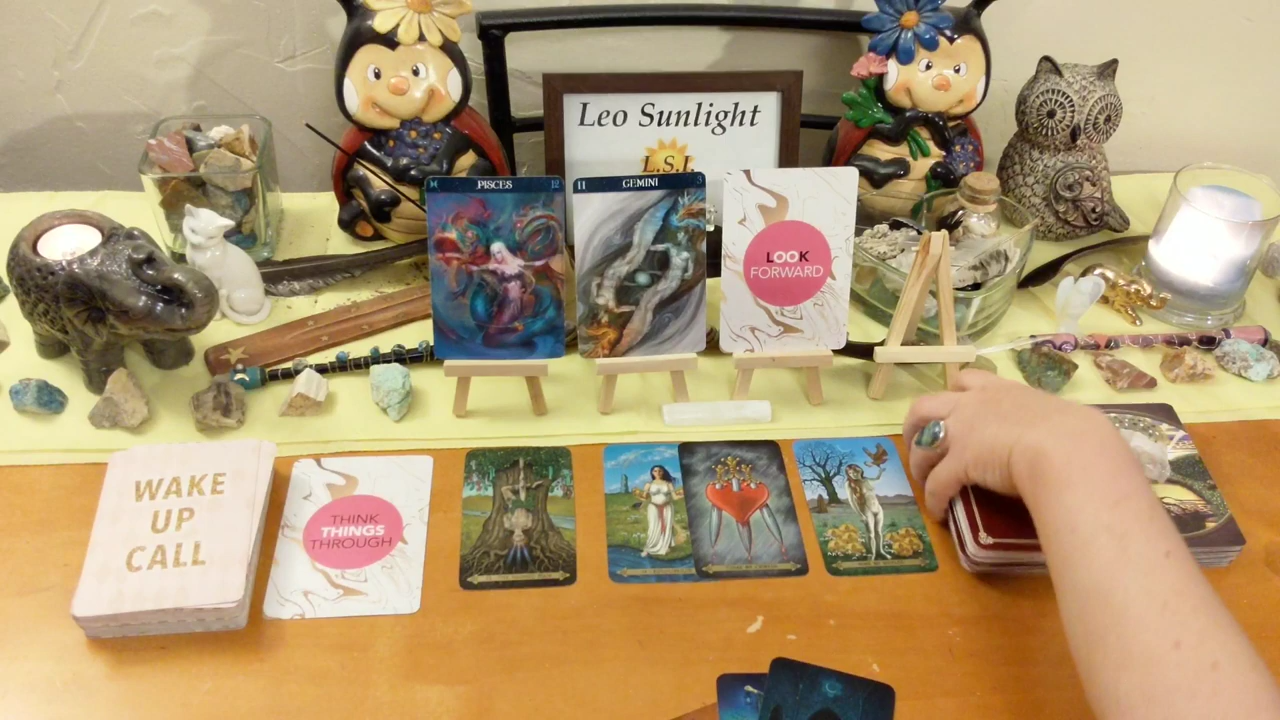 Leo Sunlight
L.S.I.
PISCES 12
11 GEMINI 3
LOOK
FORWARD
WAKE
UP
CALL
THINK
THINGS
THROUGH